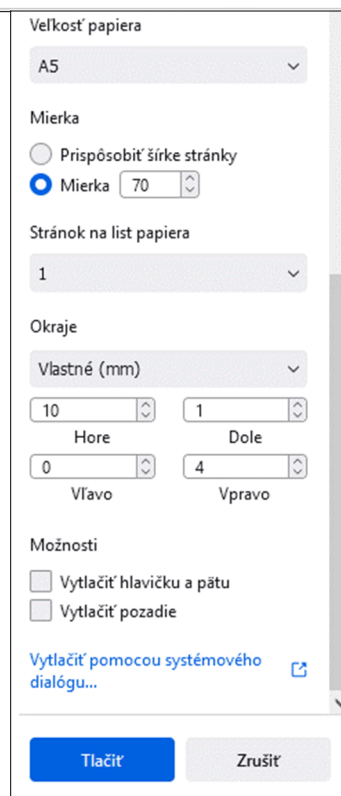 Veľkosť papiera
A5
Mierka
Prispôsobiť šírke stránky
Mierka 70
Stránok na list papiera
1
Okraje
Vlastné (mm)
10 1
Hore Dole
0 4
Vľavo Vpravo
Možnosti
Vytlačiť hlavičku a pätu
Vytlačiť pozadie
Vytlačiť pomocou systémového
dialógu...
Tlačiť Zrušiť